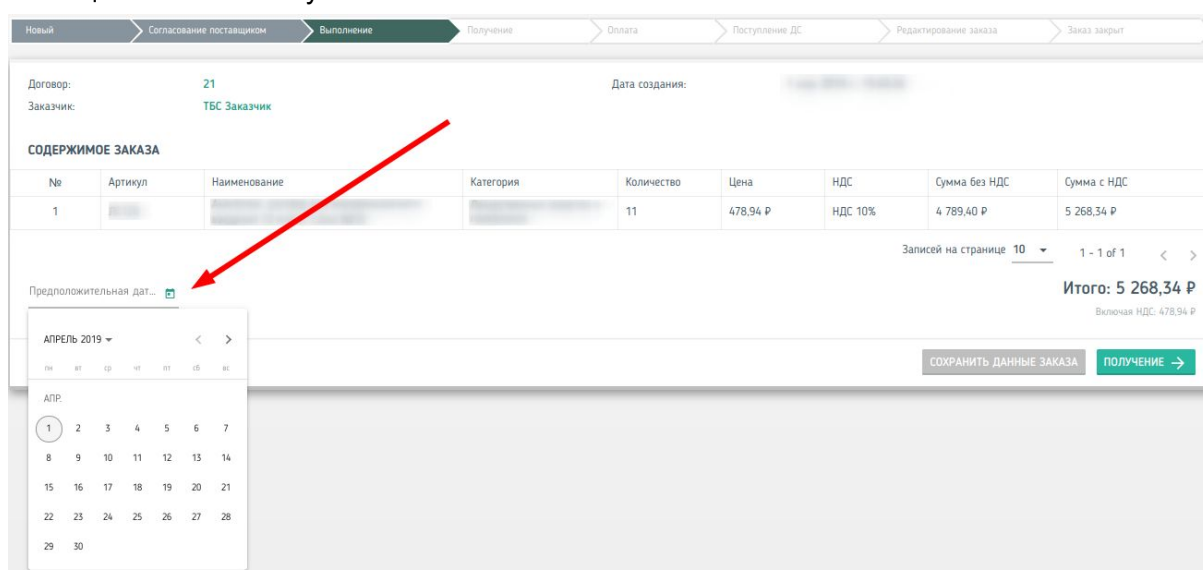 Новый Согласование поставщиком Выполнение Получение Оплата Поступление ДС Редактирование заказа Заказ закрыт
Договор: 21 Дата создания:
Заказчик: ТБС Заказчик
СОДЕРЖИМОЕ ЗАКАЗА
№ Артикул Наименование Категория Количество Цена НДС Сумма без НДС Сумма с НДС
1 11 478,94 ₽ НДС 10% 4 789,40 ₽ 5 268,34 ₽
Записей на странице 10 1 - 1 of 1
Предположительная дат... Итого: 5 268,34 ₽
Включая НДС: 478,94 ₽
АПРЕЛЬ 2019
СОХРАНИТЬ ДАННЫЕ ЗАКАЗА ПОЛУЧЕНИЕ
пн вт ср чт пт сб вс
АПР.
1 2 3 4 5 6 7
8 9 10 11 12 13 14
15 16 17 18 19 20 21
22 23 24 25 26 27 28
29 30